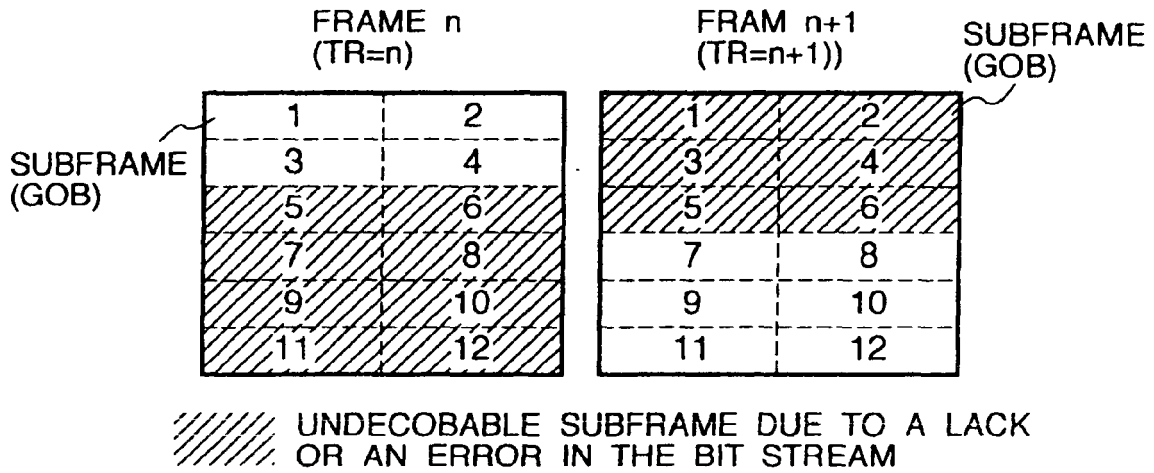 FRAME n
(TR=n)
FRAM n+1
(TR=n+1))
SUBFRAME
(GOB)
SUBFRAME
(GOB)
1 2
3 4
5 6
7 8
9 10
11 12
1 2
3 4
5 6
7 8
9 10
11 12
UNDECOBABLE SUBFRAME DUE TO A LACK
OR AN ERROR IN THE BIT STREAM